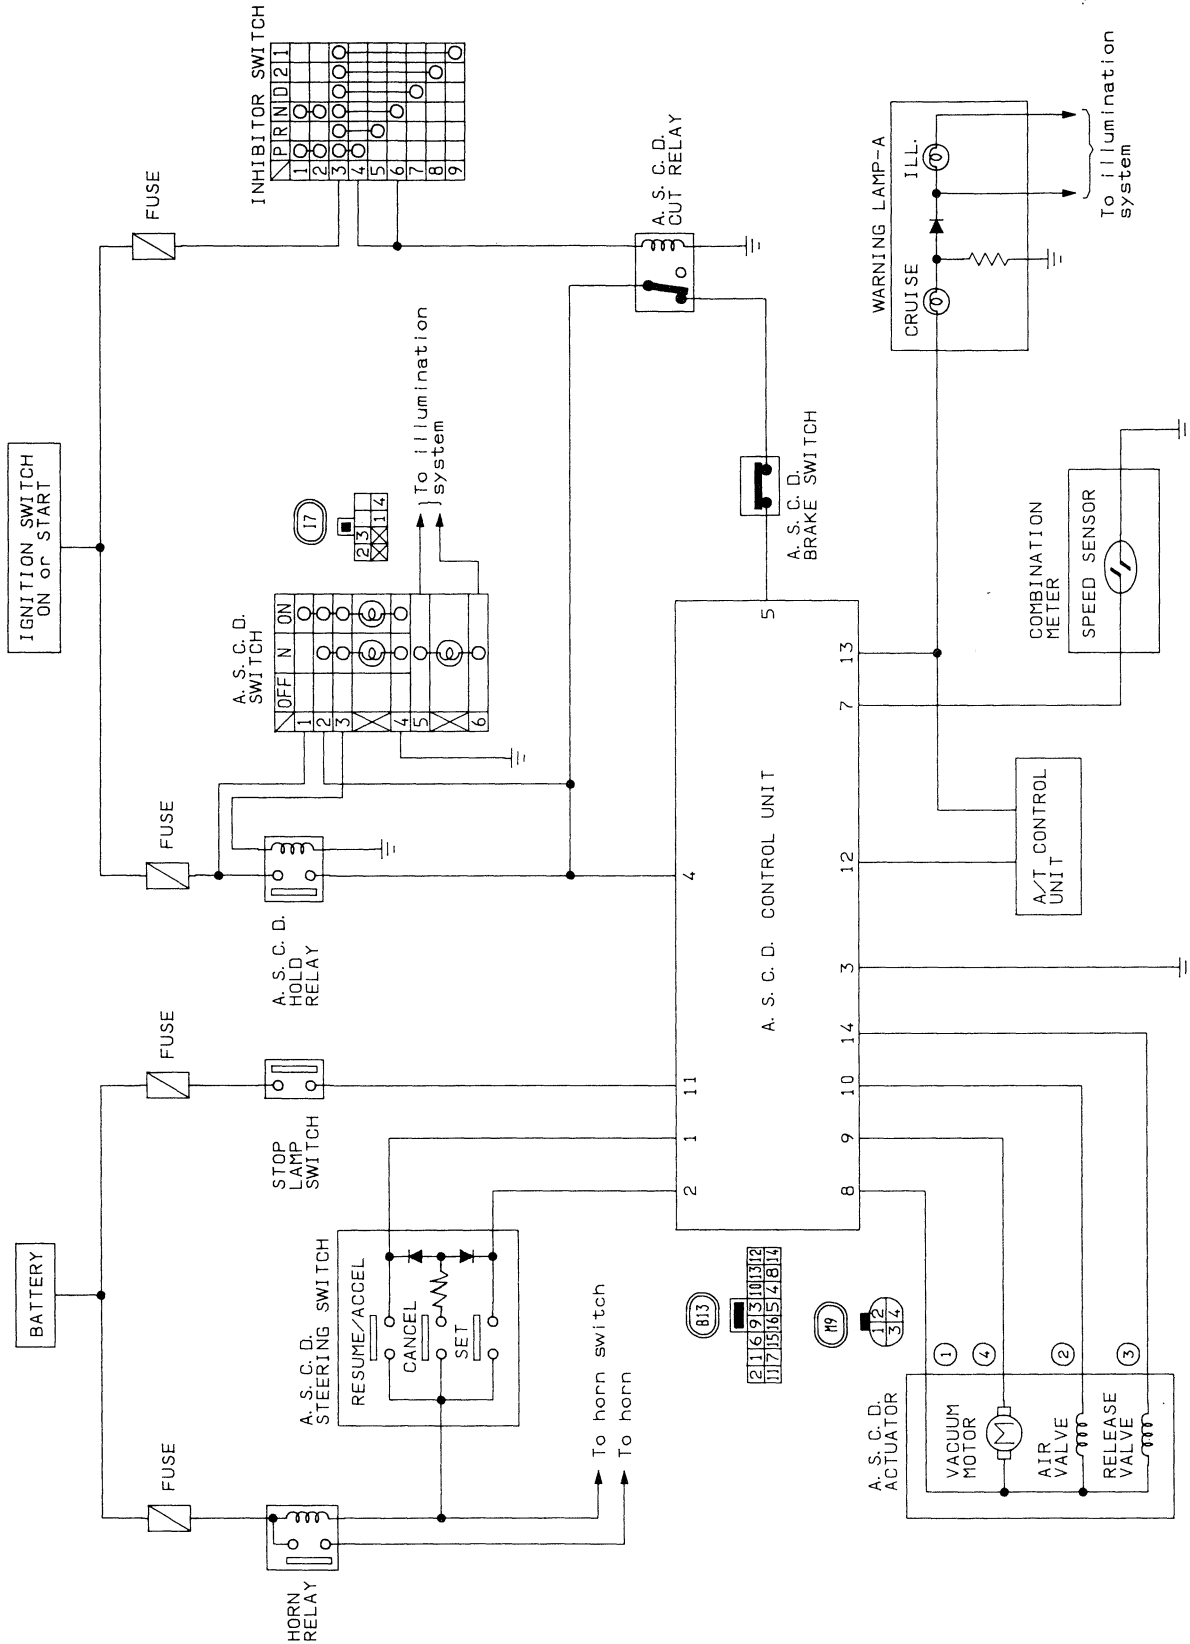 IGNITION SWITCH
ON or START
BATTERY
FUSE
FUSE
FUSE
FUSE
INHIBITOR SWITCH
P R N D 2 1
1
2
3
4
5
6
7
8
9
A. S. C. D.
SWITCH
OFF N ON
1
2
3
4
5
6
I7
2 3
1 4
To illumination
system
A. S. C. D.
HOLD
RELAY
STOP
LAMP
SWITCH
A. S. C. D.
STEERING SWITCH
RESUME/ACCEL
CANCEL
SET
HORN
RELAY
To horn switch
To horn
A. S. C. D.
CUT RELAY
A. S. C. D.
BRAKE SWITCH
2 1 11 4 5
A. S. C. D. CONTROL UNIT
8 9 10 14 3 12 7 13
B13
2 1 6 9 3 10 13 12
11 7 15 16 5 4 8 14
M9
1 2
3 4
A. S. C. D.
ACTUATOR
VACUUM
MOTOR
M
AIR
VALVE
RELEASE
VALVE
1
4
2
3
A/T CONTROL
UNIT
COMBINATION
METER
SPEED SENSOR
WARNING LAMP-A
CRUISE
ILL.
To illumination
system